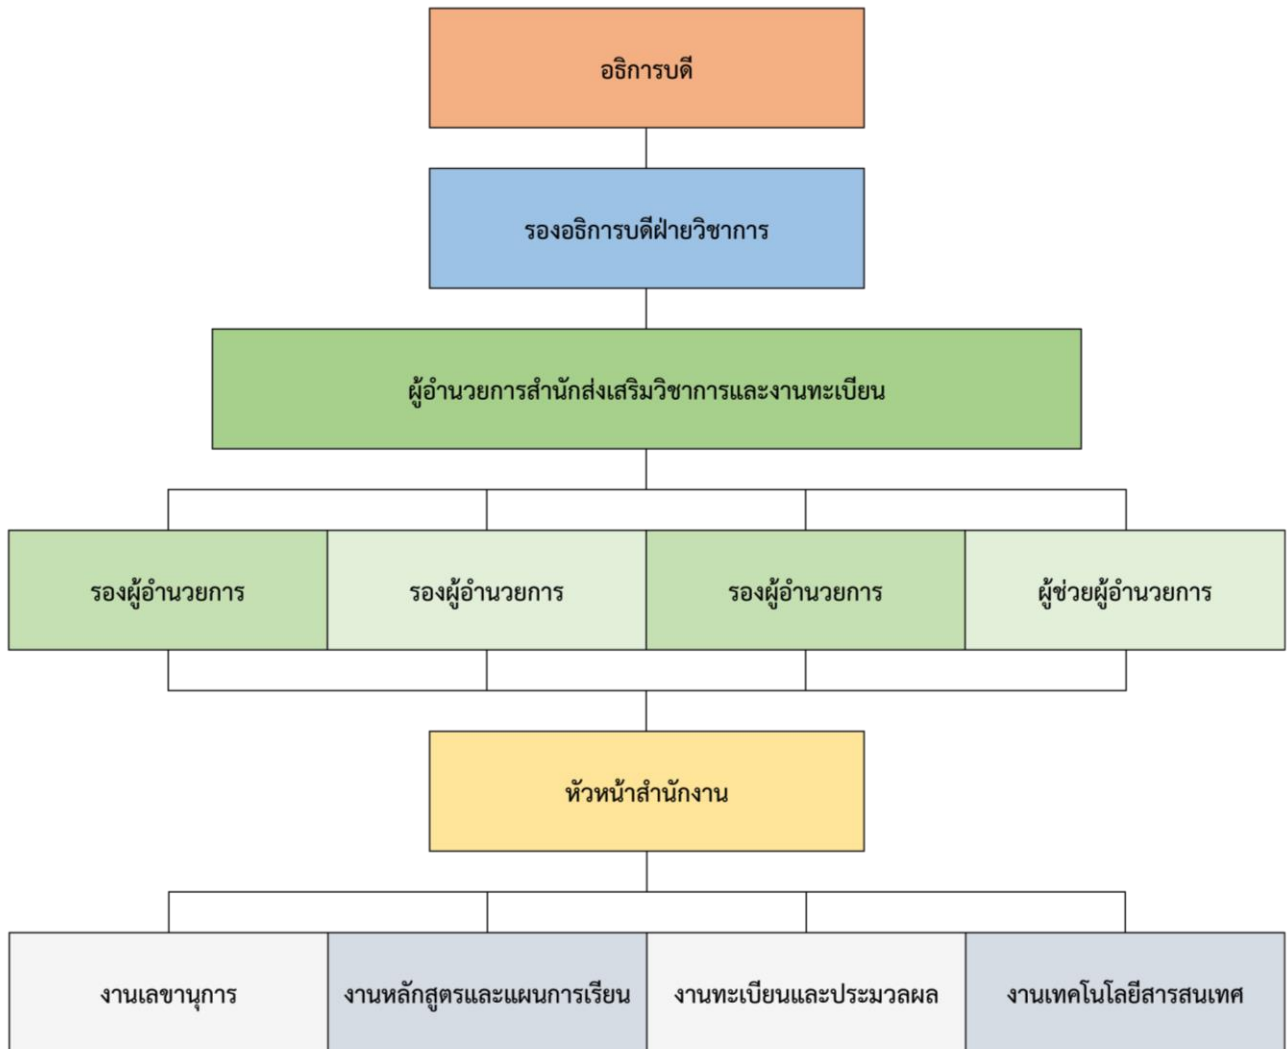 อธิการบดี
รองอธิการบดีฝ่ายวิชาการ
ผู้อำนวยการสำนักส่งเสริมวิชาการและงานทะเบียน
รองผู้อำนวยการ
รองผู้อำนวยการ
รองผู้อำนวยการ
ผู้ช่วยผู้อำนวยการ
หัวหน้าสำนักงาน
งานเลขานุการ
งานหลักสูตรและแผนการเรียน
งานทะเบียนและประมวลผล
งานเทคโนโลยีสารสนเทศ